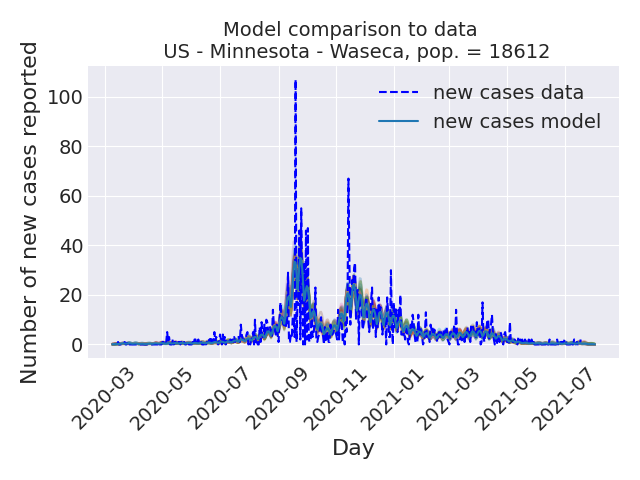 Model comparison to data
US - Minnesota - Waseca, pop. = 18612
Number of new cases reported
100
80
60
40
20
0
new cases data
new cases model
2020-03
2020-05
2020-07
2020-09
2020-11
2021-01
2021-03
2021-05
2021-07
Day